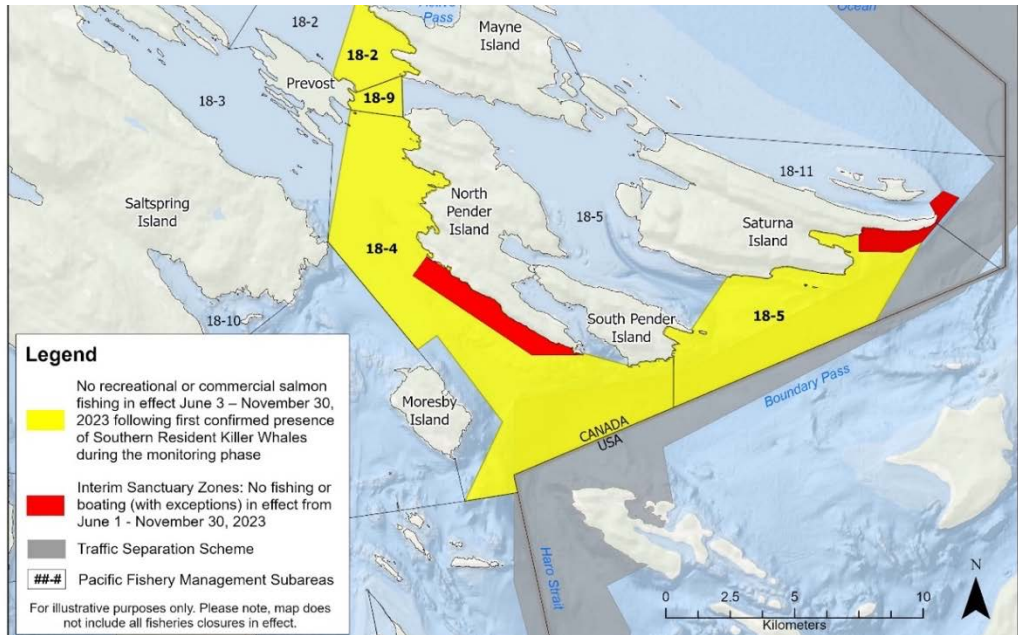 Active
Pass
Ocean
18-2
Mayne
Island
18-2
Prevost
18-9
18-3
18-11
North
Pender
Island
Saltspring
Island
18-5
Saturna
Island
18-4
18-5
South Pender
Island
18-10
Moresby
Island
Boundary Pass
CANADA
USA
Haro Strait
Legend
No recreational or commercial salmon
fishing in effect June 3 – November 30,
2023 following first confirmed presence
of Southern Resident Killer Whales
during the monitoring phase
Interim Sanctuary Zones: No fishing or
boating (with exceptions) in effect from
June 1 - November 30, 2023
Traffic Separation Scheme
##-# Pacific Fishery Management Subareas
For illustrative purposes only. Please note, map does
not include all fisheries closures in effect.
N
0 2.5 5 10
Kilometers